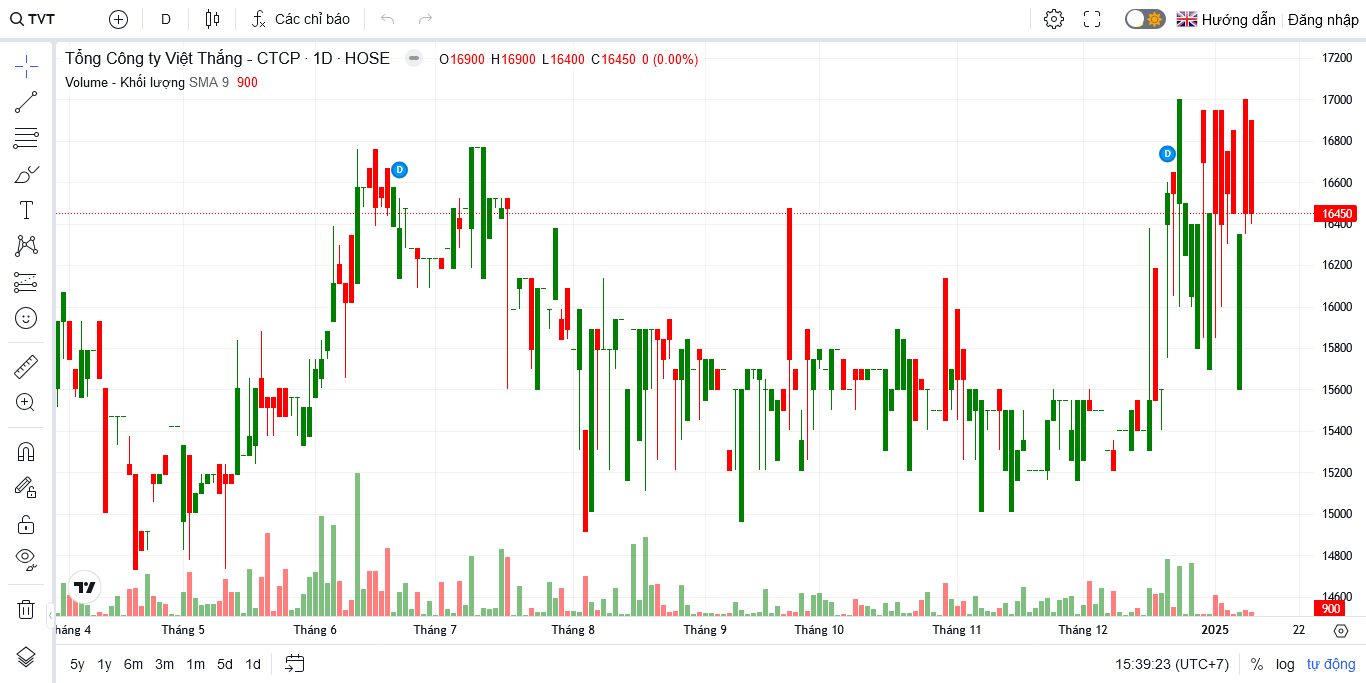 TVT D Các chỉ báo Hướng dẫn Đăng nhập
Tổng Công ty Việt Thắng - CTCP · 1D · HOSE O16900 H16900 L16400 C16450 0 (0.00%)
Volume - Khối lượng SMA 9 900
17200
17000
16800
16600
16450
16400
16200
16000
15800
15600
15400
15200
15000
14800
14600
900
D
D
háng 4 Tháng 5 Tháng 6 Tháng 7 Tháng 8 Tháng 9 Tháng 10 Tháng 11 Tháng 12 2025 22
5y 1y 6m 3m 1m 5d 1d 15:39:23 (UTC+7) % log tự động